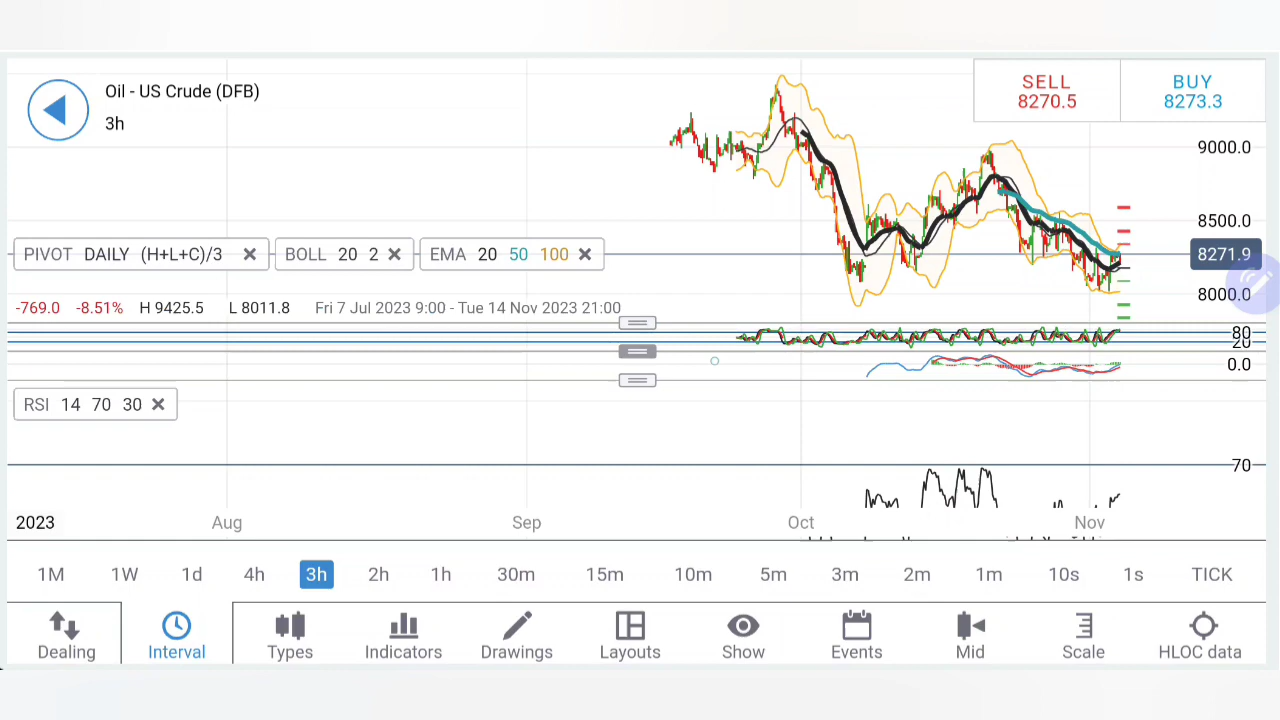 Oil - US Crude (DFB)
3h
SELL
8270.5
BUY
8273.3
9000.0
8500.0
PIVOT DAILY (H+L+C)/3
BOLL 20 2
EMA 20 50 100
8271.9
8000.0
-769.0 -8.51% H 9425.5 L 8011.8 Fri 7 Jul 2023 9:00 - Tue 14 Nov 2023 21:00
80
20
0.0
RSI 14 70 30
70
2023 Aug Sep Oct Nov
1M 1W 1d 4h 3h 2h 1h 30m 15m 10m 5m 3m 2m 1m 10s 1s TICK
Dealing Interval Types Indicators Drawings Layouts Show Events Mid Scale HLOC data